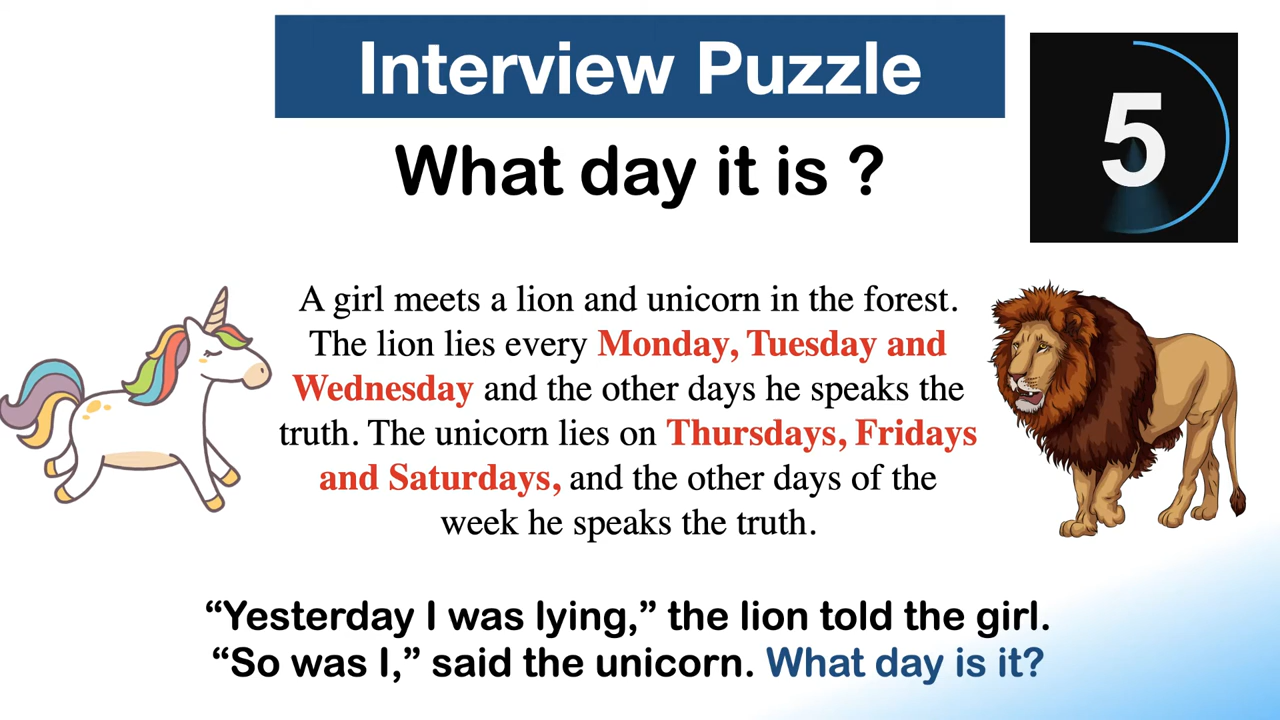 Interview Puzzle
What day it is ?
5
A girl meets a lion and unicorn in the forest.
The lion lies every Monday, Tuesday and
Wednesday and the other days he speaks the
truth. The unicorn lies on Thursdays, Fridays
and Saturdays, and the other days of the
week he speaks the truth.
“Yesterday I was lying,” the lion told the girl.
“So was I,” said the unicorn. What day is it?